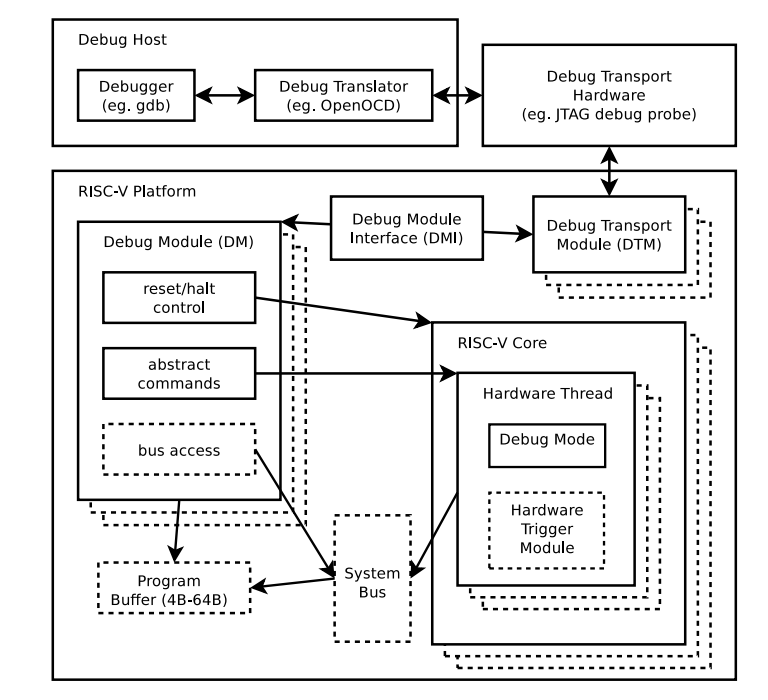 Debug Host
Debugger
(eg. gdb)
Debug Translator
(eg. OpenOCD)
Debug Transport
Hardware
(eg. JTAG debug probe)
RISC-V Platform
Debug Module (DM)
reset/halt
control
abstract
commands
bus access
Debug Module
Interface (DMI)
Debug Transport
Module (DTM)
RISC-V Core
Hardware Thread
Debug Mode
Hardware
Trigger
Module
System
Bus
Program
Buffer (4B-64B)